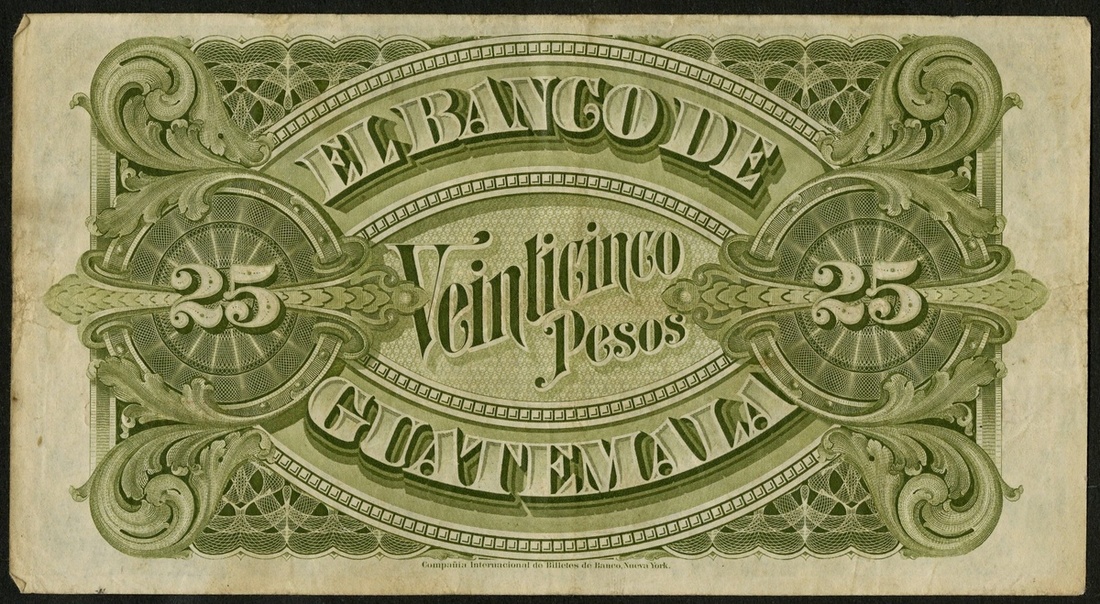 EL BANCO DE
25
Veinticinco
Pesos
25
GUATEMALA
Compañia Internacional de Billetes de Banco, Nueva York.